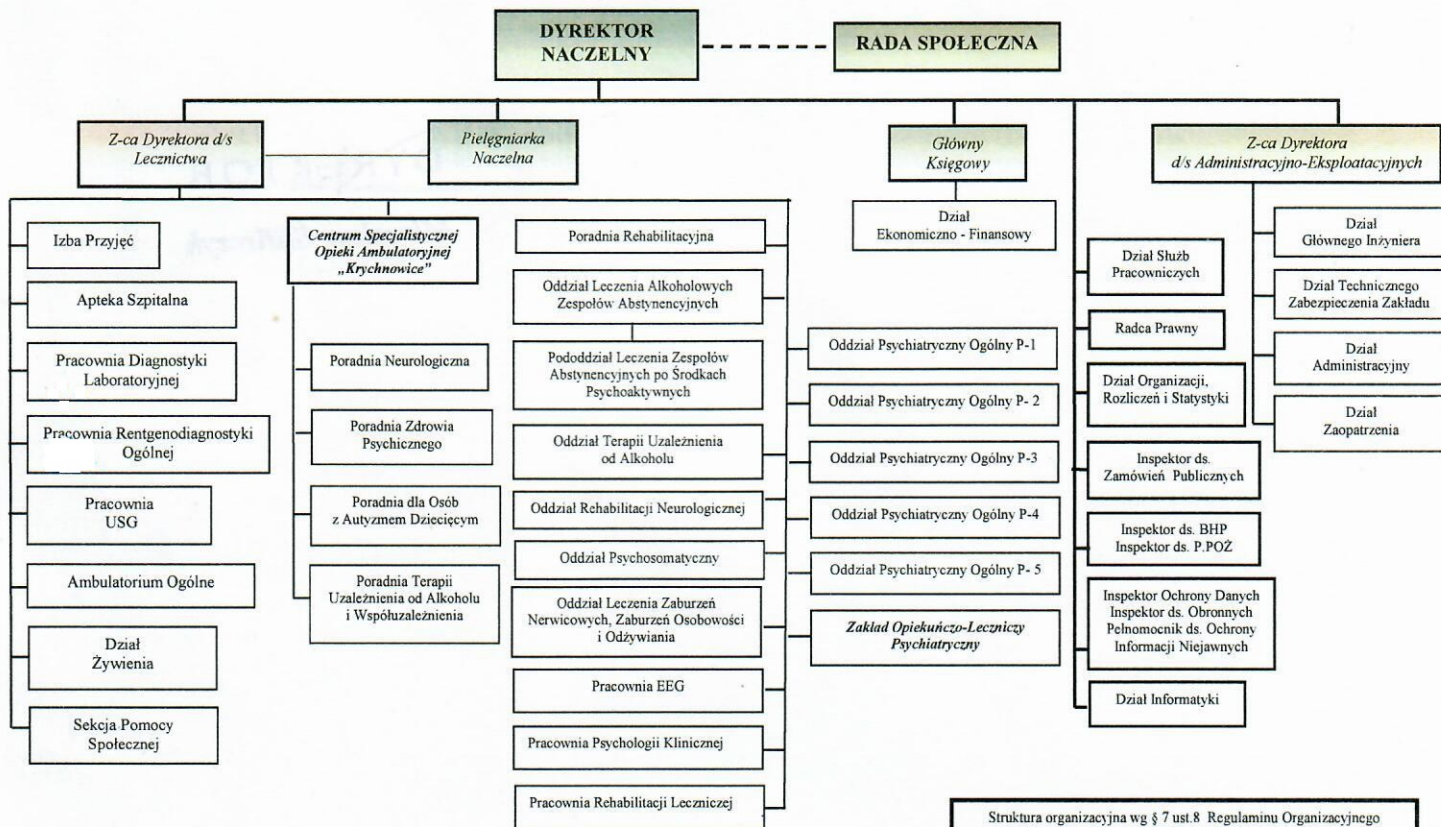 DYREKTOR
NACZELNY
RADA SPOŁECZNA
Z-ca Dyrektora d/s
Lecznictwa
Pielęgniarka
Naczelna
Główny
Księgowy
Z-ca Dyrektora
d/s Administracyjno-Eksploatacyjnych
Izba Przyjęć
Apteka Szpitalna
Pracownia Diagnostyki
Laboratoryjnej
Pracownia Rentgenodiagnostyki
Ogólnej
Pracownia
USG
Ambulatorium Ogólne
Dział
Żywienia
Sekcja Pomocy
Społecznej
Centrum Specjalistycznej
Opieki Ambulatoryjnej
„Krychnowice”
Poradnia Neurologiczna
Poradnia Zdrowia
Psychicznego
Poradnia dla Osób
z Autyzmem Dziecięcym
Poradnia Terapii
Uzależnienia od Alkoholu
i Współuzależnienia
Poradnia Rehabilitacyjna
Oddział Leczenia Alkoholowych
Zespołów Abstynencyjnych
Pododdział Leczenia Zespołów
Abstynencyjnych po Środkach
Psychoaktywnych
Oddział Terapii Uzależnienia
od Alkoholu
Oddział Rehabilitacji Neurologicznej
Oddział Psychosomatyczny
Oddział Leczenia Zaburzeń
Nerwicowych, Zaburzeń Osobowości
i Odżywiania
Pracownia EEG
Pracownia Psychologii Klinicznej
Pracownia Rehabilitacji Leczniczej
Oddział Psychiatryczny Ogólny P-1
Oddział Psychiatryczny Ogólny P- 2
Oddział Psychiatryczny Ogólny P-3
Oddział Psychiatryczny Ogólny P-4
Oddział Psychiatryczny Ogólny P- 5
Zakład Opiekuńczo-Leczniczy
Psychiatryczny
Dział
Ekonomiczno - Finansowy
Dział Służb
Pracowniczych
Radca Prawny
Dział Organizacji,
Rozliczeń i Statystyki
Inspektor ds.
Zamówień Publicznych
Inspektor ds. BHP
Inspektor ds. P.POŻ
Inspektor Ochrony Danych
Inspektor ds. Obronnych
Pełnomocnik ds. Ochrony
Informacji Niejawnych
Dział Informatyki
Dział
Głównego Inżyniera
Dział Technicznego
Zabezpieczenia Zakładu
Dział
Administracyjny
Dział
Zaopatrzenia
Struktura organizacyjna wg § 7 ust.8 Regulaminu Organizacyjnego